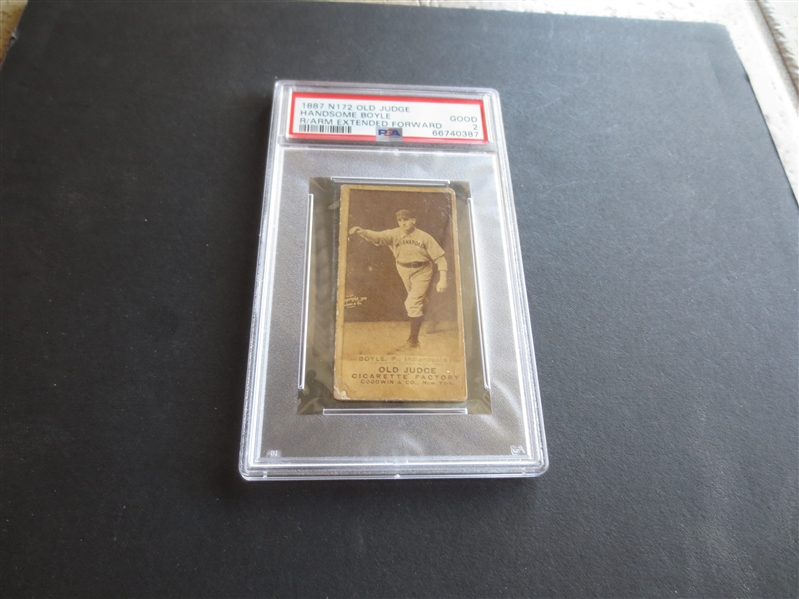 1887 N172 OLD JUDGE
HANDSOME BOYLE GOOD
R/ARM EXTENDED FORWARD 2
PSA 66740387
BOYLE, P.
OLD JUDGE
CIGARETTE FACTORY
GOODWIN & CO., New York.